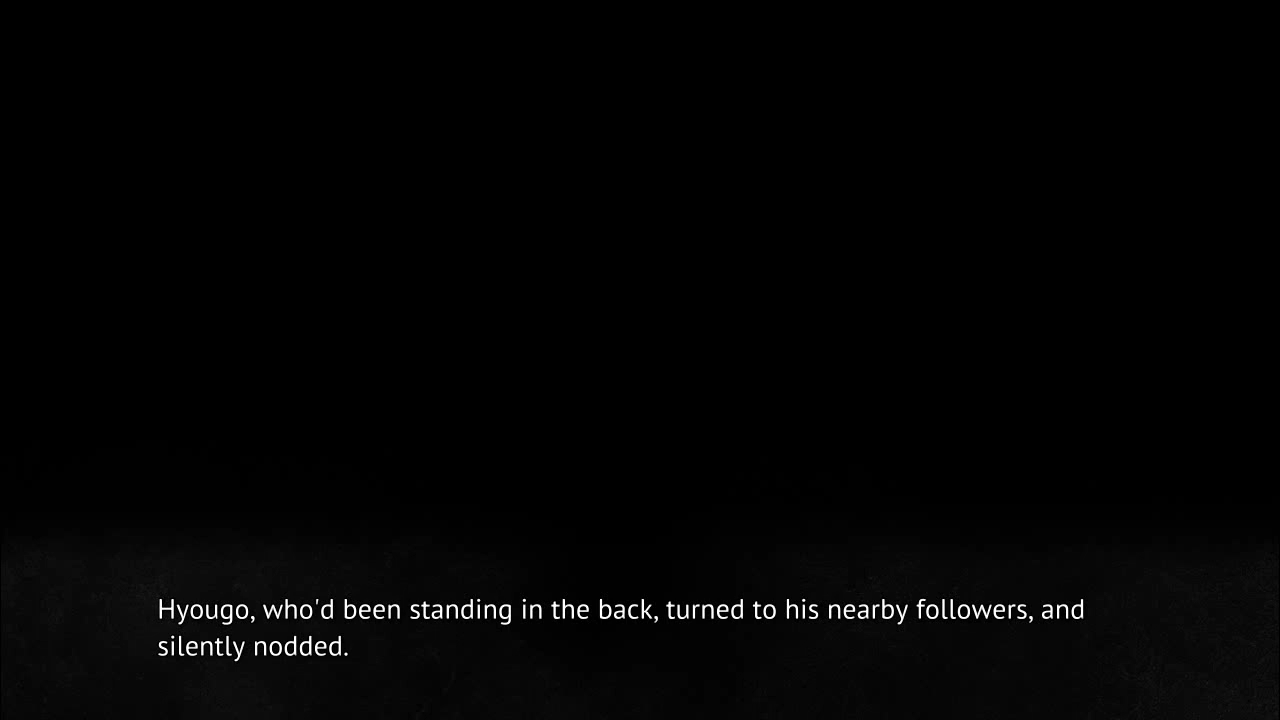 Hyougo, who'd been standing in the back, turned to his nearby followers, and
silently nodded.